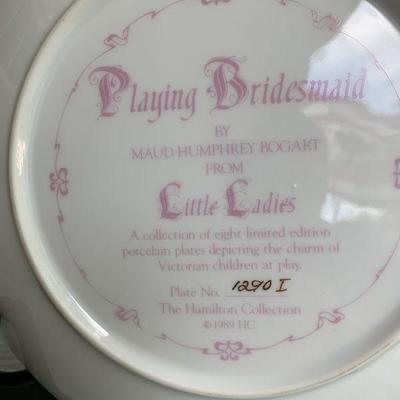 Playing Bridesmaid
BY
MAUD HUMPHREY BOGART
FROM
Little Ladies
A collection of eight limited edition
porcelain plates depicting the charm of
Victorian children at play.
Plate No. 1290 I
The Hamilton Collection
©1989 HC